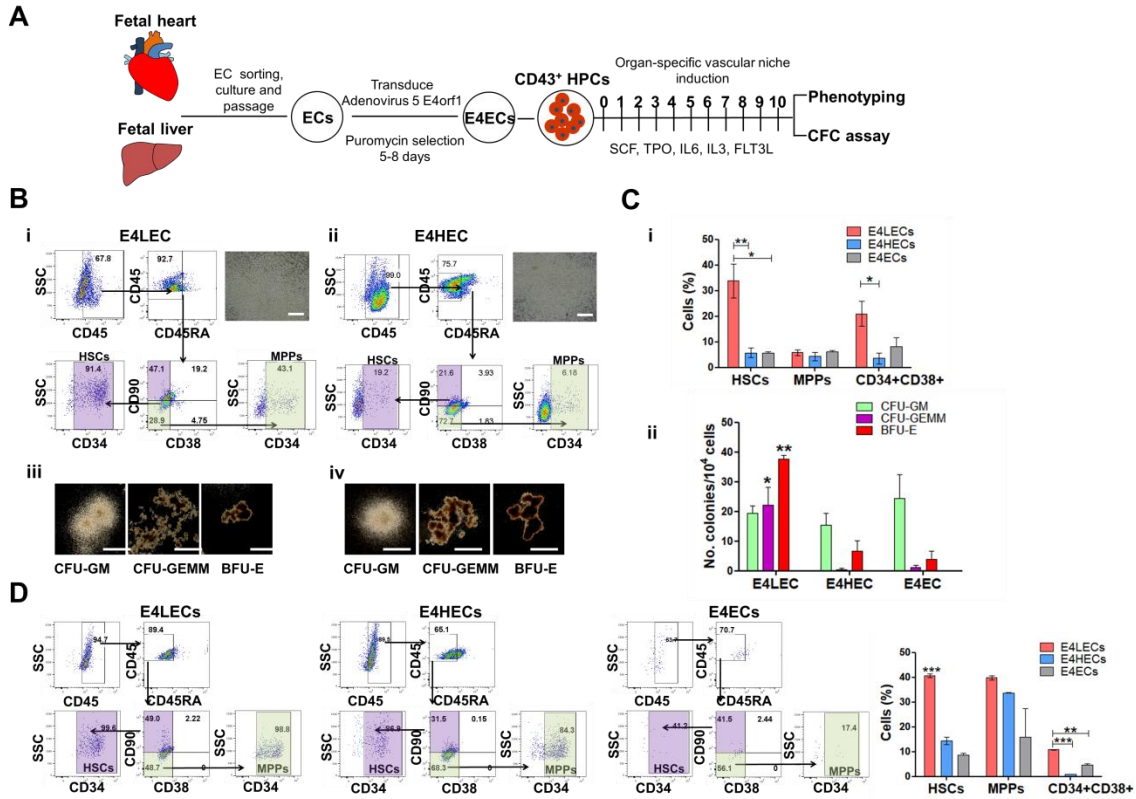 A
Fetal heart
Fetal liver
EC sorting,
culture and
passage
ECs
Transduce
Adenovirus 5 E4orf1
Puromycin selection
5-8 days
E4ECs
CD43+ HPCs
Organ-specific vascular niche
induction
0 1 2 3 4 5 6 7 8 9 10
SCF, TPO, IL6, IL3, FLT3L
Phenotyping
CFC assay
B
i
E4LEC
SSC
67.8
CD45
CD45
92.7
CD45RA
HSCs
91.4
SSC
CD34
47.1
19.2
28.9
4.75
CD90
CD38
MPPs
43.1
SSC
CD34
ii
E4HEC
SSC
99.0
CD45
CD45
75.7
CD45RA
HSCs
19.2
SSC
CD34
21.6
3.93
72.7
1.83
CD90
CD38
MPPs
6.18
SSC
CD34
iii
CFU-GM CFU-GEMM BFU-E
iv
CFU-GM CFU-GEMM BFU-E
C
i
E4LECs
E4HECs
E4ECs
Cells (%)
50
40
30
20
10
0
**
*
*
HSCs MPPs CD34+CD38+
ii
CFU-GM
CFU-GEMM
BFU-E
No. colonies/10⁴ cells
50
40
30
20
10
0
*
**
E4LEC E4HEC E4EC
D
E4LECs
SSC
94.7
CD45
CD45
89.4
CD45RA
SSC
99.6
HSCs
CD34
49.0
2.22
48.7
0
CD90
CD38
SSC
98.8
MPPs
CD34
E4HECs
SSC
CD45
CD45
65.1
CD45RA
SSC
HSCs
CD34
31.5
0.15
68.3
0
CD90
CD38
SSC
84.3
MPPs
CD34
E4ECs
SSC
CD45
CD45
70.7
CD45RA
SSC
HSCs
CD34
41.5
2.44
56.1
0
CD90
CD38
SSC
17.4
MPPs
CD34
E4LECs
E4HECs
E4ECs
Cells (%)
50
40
30
20
10
0
***
**
***
HSCs MPPs CD34+CD38+